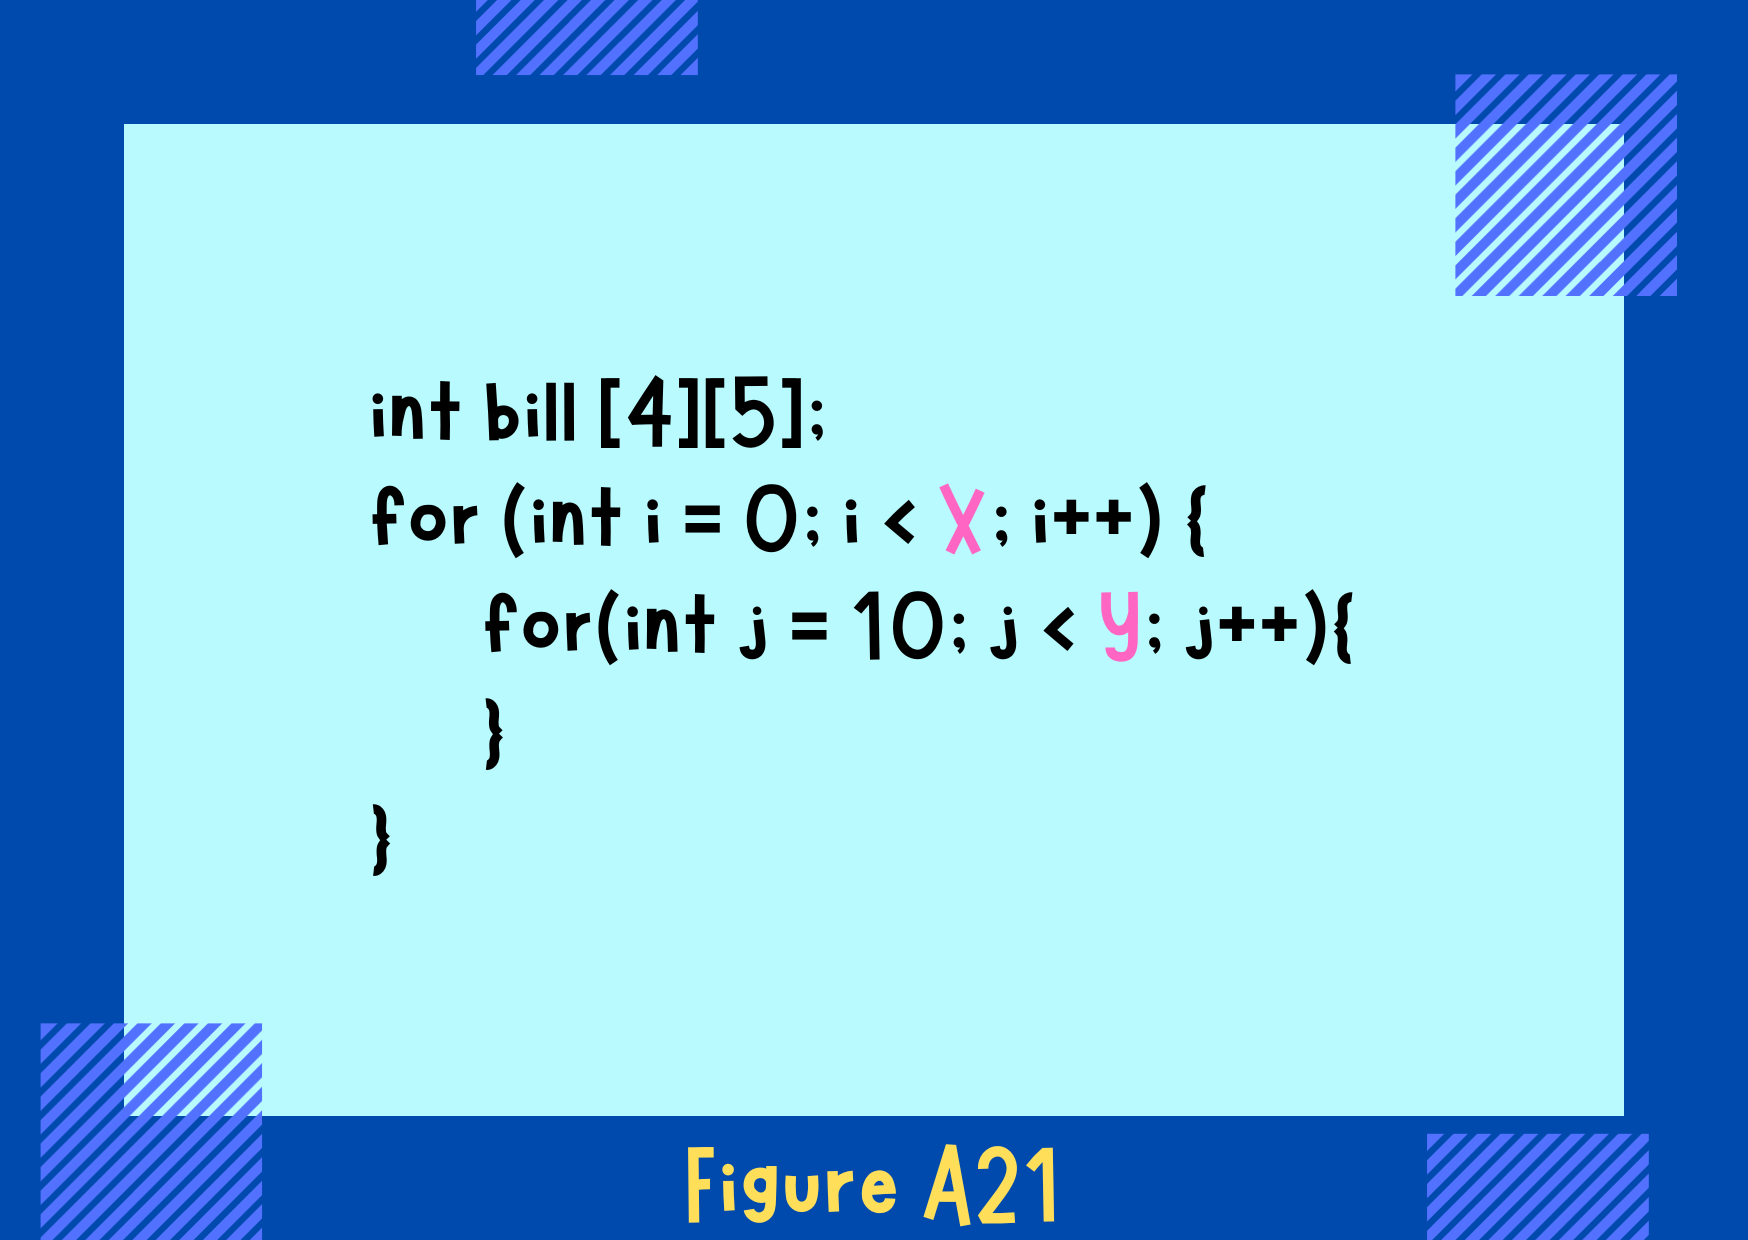 int bill [4][5];
for (int i = 0; i < X; i++) {
for(int j = 10; j < y; j++){
}
}
Figure A21